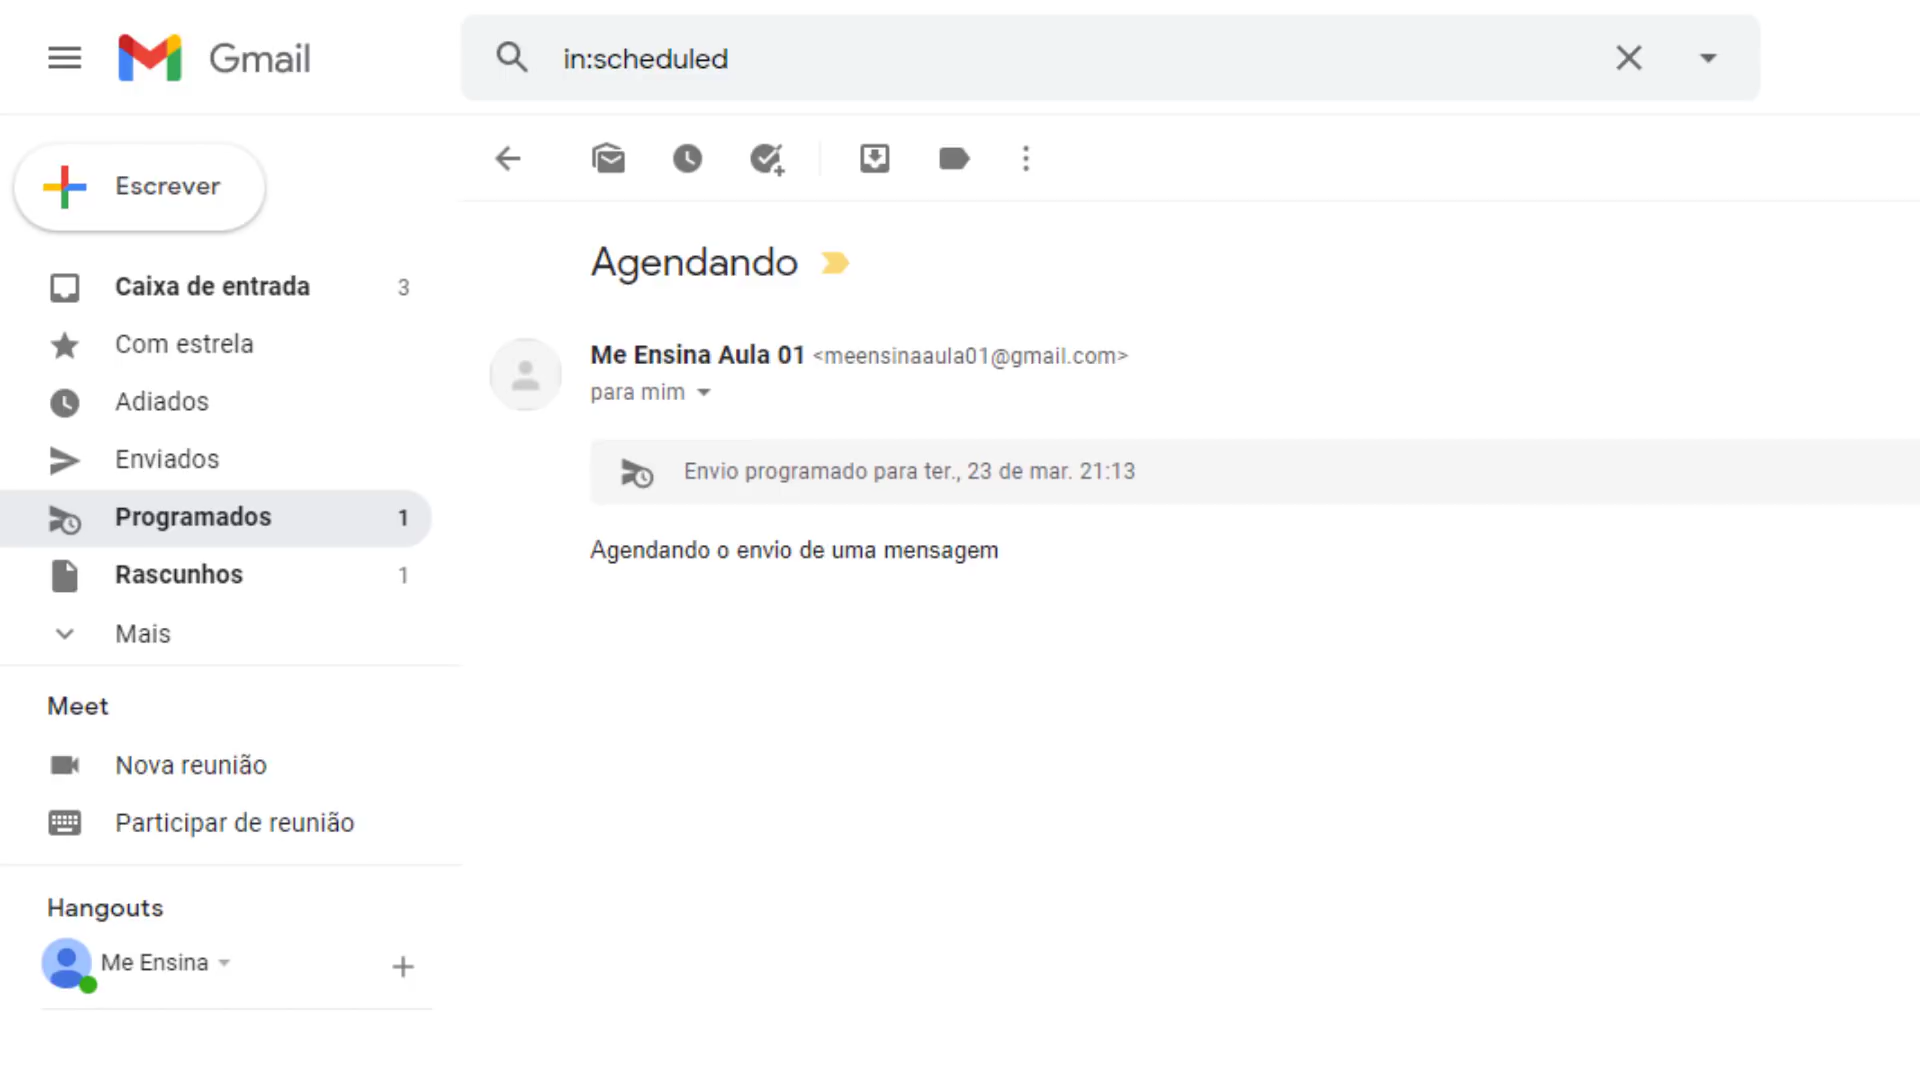 Gmail
in:scheduled
Escrever
Caixa de entrada 3
Com estrela
Adiados
Enviados
Programados 1
Rascunhos 1
Mais
Meet
Nova reunião
Participar de reunião
Hangouts
Me Ensina
Agendando
Me Ensina Aula 01 <meensinaaula01@gmail.com>
para mim
Envio programado para ter., 23 de mar. 21:13
Agendando o envio de uma mensagem